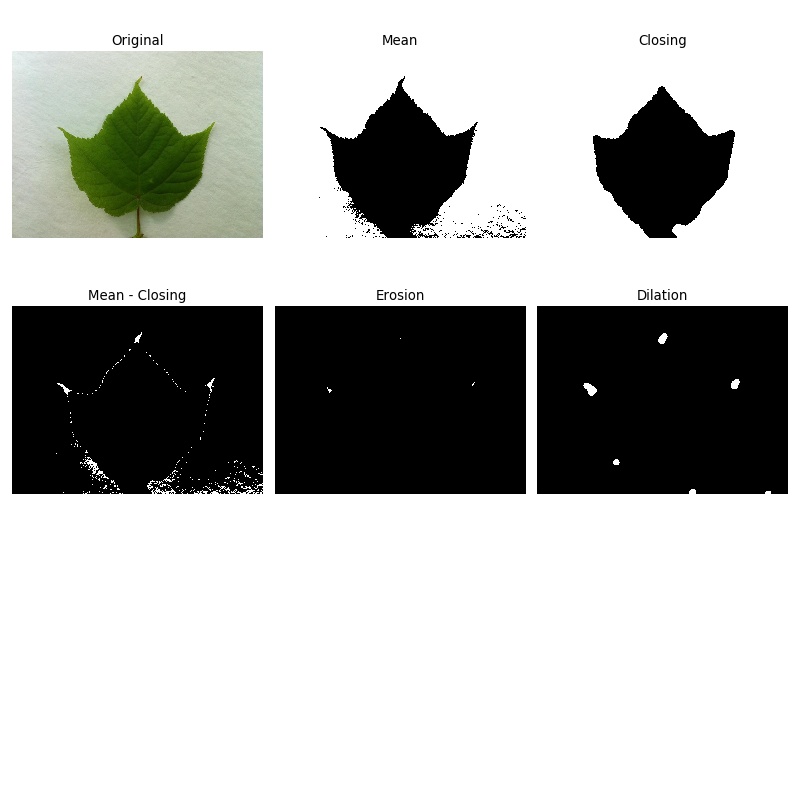 Original
Mean
Closing
Mean - Closing
Erosion
Dilation